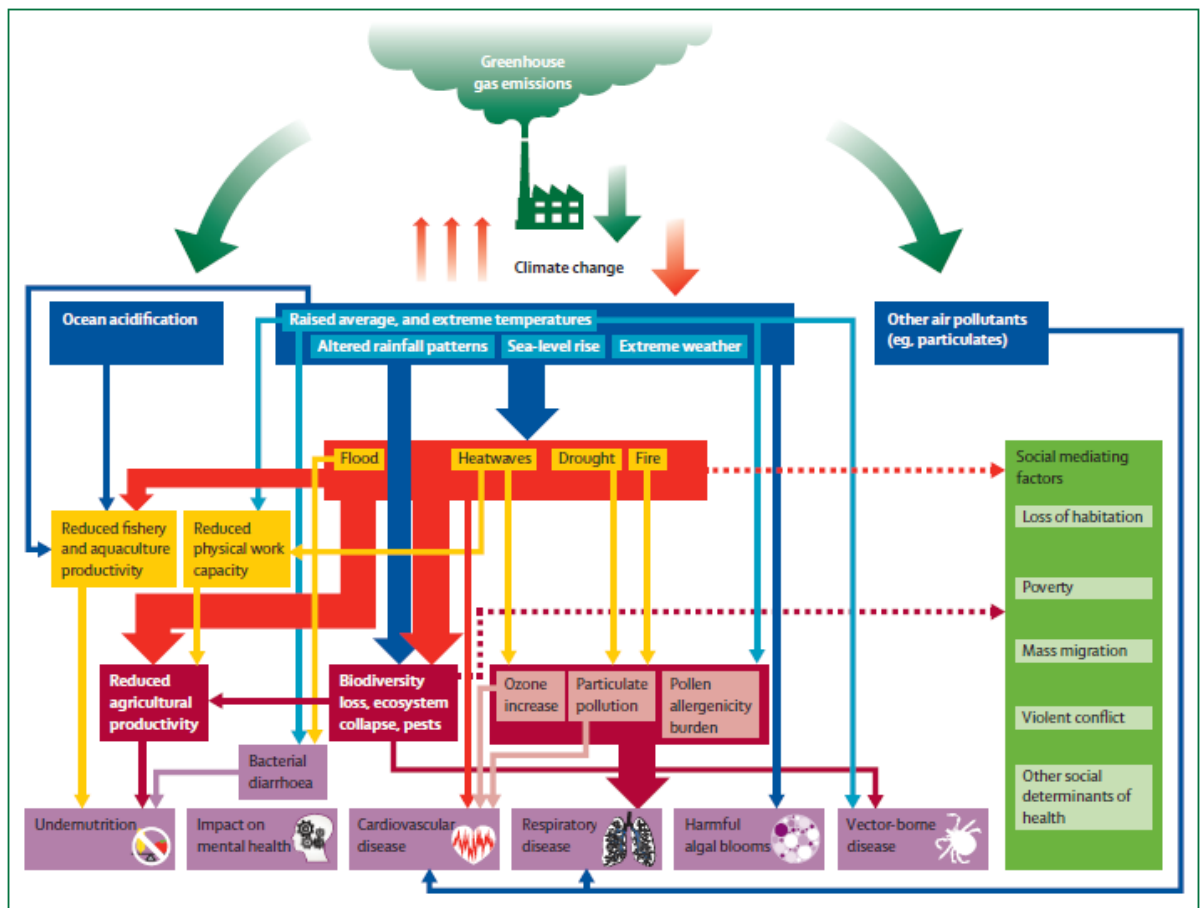 Greenhouse
gas emissions
Climate change
Ocean acidification
Raised average, and extreme temperatures
Altered rainfall patterns
Sea-level rise
Extreme weather
Other air pollutants
(eg, particulates)
Flood
Heatwaves
Drought
Fire
Social mediating
factors
Loss of habitation
Poverty
Mass migration
Violent conflict
Other social
determinants of
health
Reduced fishery
and aquaculture
productivity
Reduced
physical work
capacity
Reduced
agricultural
productivity
Biodiversity
loss, ecosystem
collapse, pests
Ozone
increase
Particulate
pollution
Pollen
allergenicity
burden
Bacterial
diarrhoea
Undernutrition
Impact on
mental health
Cardiovascular
disease
Respiratory
disease
Harmful
algal blooms
Vector-borne
disease